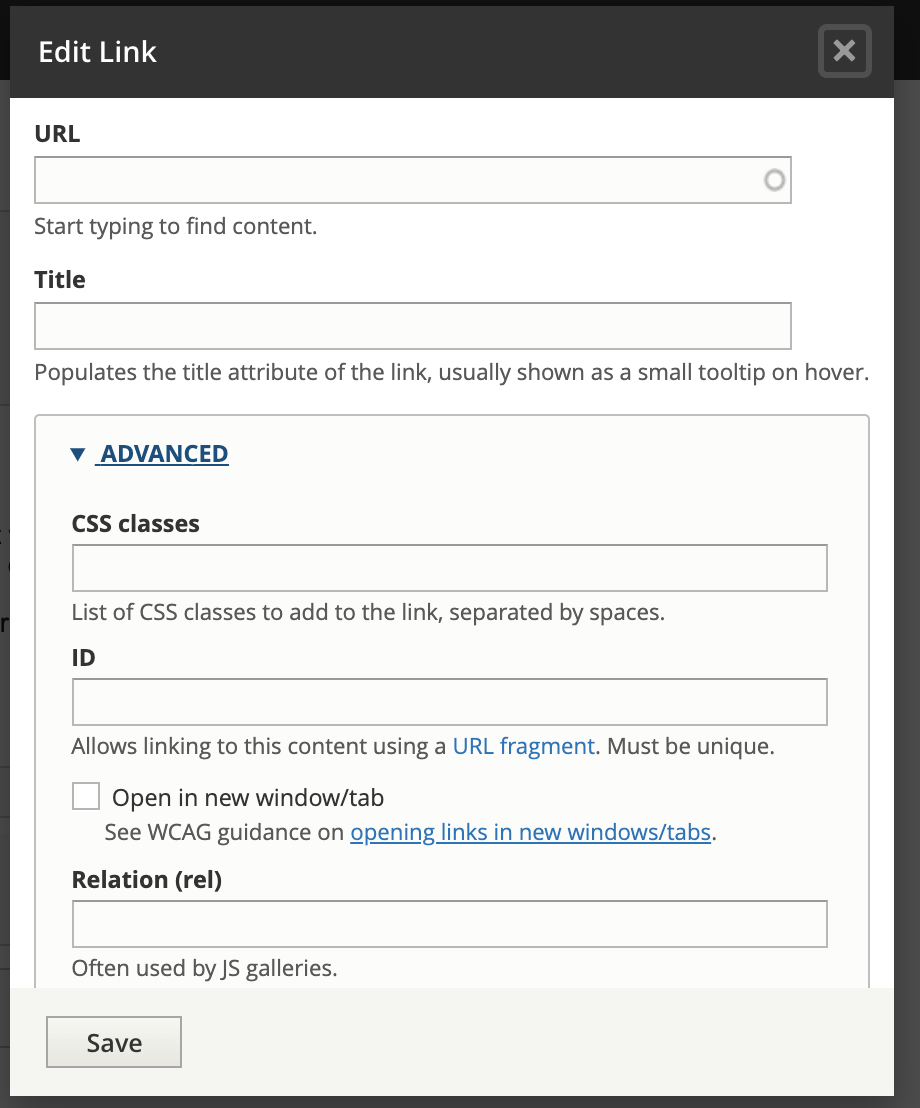 Edit Link
URL
Start typing to find content.
Title
Populates the title attribute of the link, usually shown as a small tooltip on hover.
ADVANCED
CSS classes
List of CSS classes to add to the link, separated by spaces.
ID
Allows linking to this content using a URL fragment. Must be unique.
Open in new window/tab
See WCAG guidance on opening links in new windows/tabs.
Relation (rel)
Often used by JS galleries.
Save